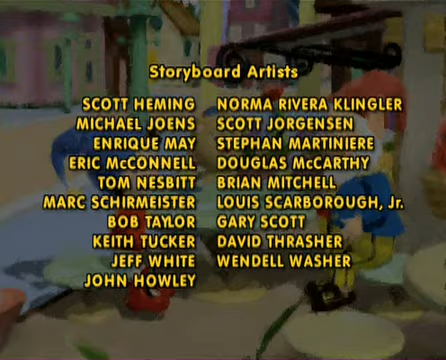 Storyboard Artists
SCOTT HEMING NORMA RIVERA KLINGLER
MICHAEL JOENS SCOTT JORGENSEN
ENRIQUE MAY STEPHAN MARTINIERE
ERIC McCONNELL DOUGLAS McCARTHY
TOM NESBITT BRIAN MITCHELL
MARC SCHIRMEISTER LOUIS SCARBOROUGH, Jr.
BOB TAYLOR GARY SCOTT
KEITH TUCKER DAVID THRASHER
JEFF WHITE WENDELL WASHER
JOHN HOWLEY